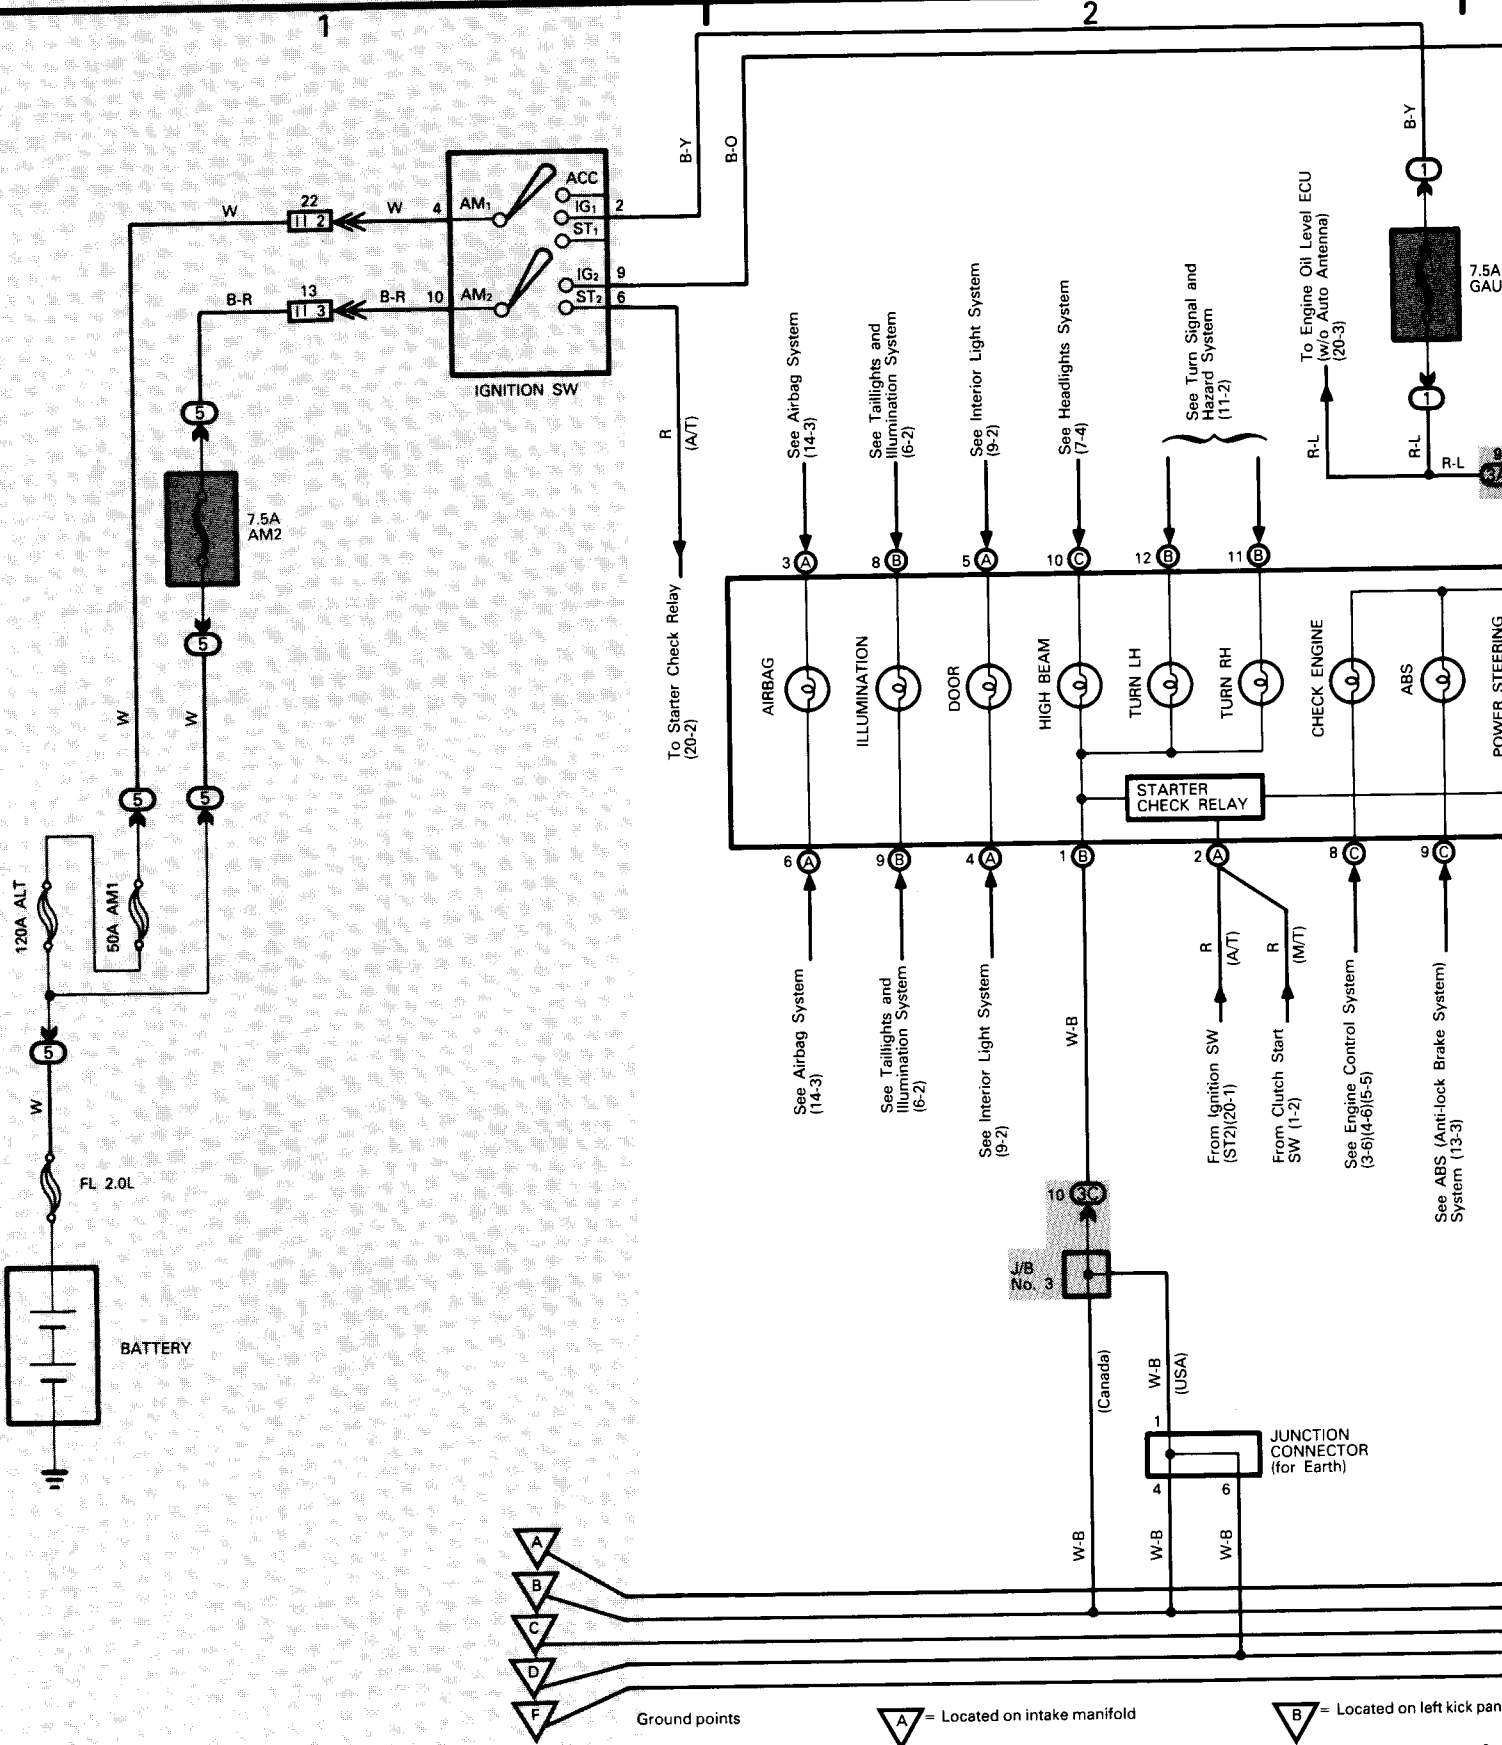 1
2
B-Y
B-O
B-Y
1
7.5A
GAU
1
R-L
R-L
R-L
To Engine Oil Level ECU
(w/o Auto Antenna)
(20-3)
W
22
II 2
W
4
AM₁
ACC
IG₁
2
ST₁
B-R
13
II 3
B-R
10
AM₂
IG₂
9
ST₂
6
IGNITION SW
R
(A/T)
To Starter Check Relay
(20-2)
5
7.5A
AM2
5
W
W
5
5
120A ALT
50A AM1
5
W
FL 2.0L
BATTERY
See Airbag System
(14-3)
See Taillights and
Illumination System
(6-2)
See Interior Light System
(9-2)
See Headlights System
(7-4)
See Turn Signal and
Hazard System
(11-2)
3 A
8 B
5 A
10 C
12 B
11 B
AIRBAG
ILLUMINATION
DOOR
HIGH BEAM
TURN LH
TURN RH
CHECK ENGINE
ABS
POWER STEERING
STARTER
CHECK RELAY
6 A
9 B
4 A
1 B
2 A
8 C
9 C
See Airbag System
(14-3)
See Taillights and
Illumination System
(6-2)
See Interior Light System
(9-2)
W-B
R
(A/T)
R
(M/T)
From Ignition SW
(ST2)(20-1)
From Clutch Start
SW (1-2)
See Engine Control System
(3-6)(4-6)(5-5)
See ABS (Anti-lock Brake System)
System (13-3)
10 3C
J/B
No. 3
(Canada)
W-B
(USA)
1
JUNCTION
CONNECTOR
(for Earth)
4
6
W-B
W-B
W-B
A
B
C
D
F
Ground points
A = Located on intake manifold
B = Located on left kick pan